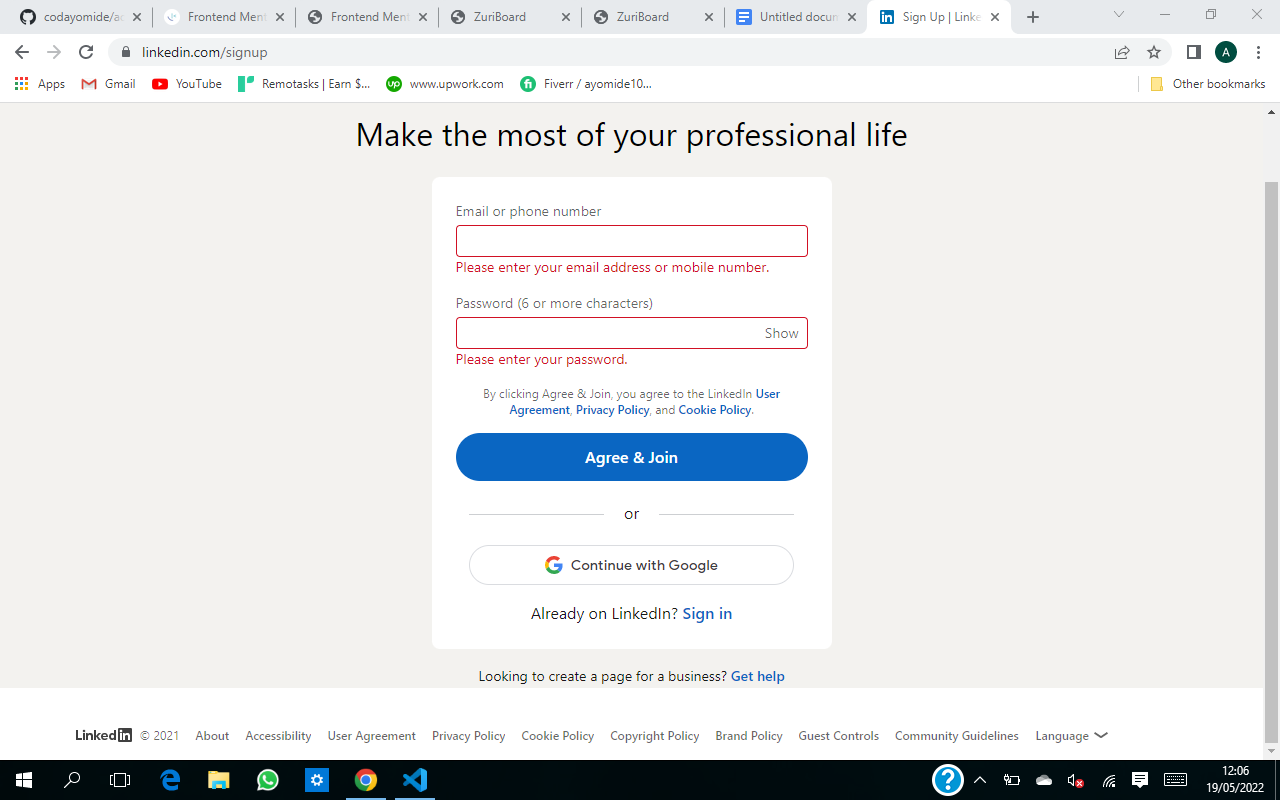 codayomide/ac
Frontend Ment
Frontend Ment
ZuriBoard
ZuriBoard
Untitled docun
Sign Up | Linke
linkedin.com/signup
A
Apps
Gmail
YouTube
Remotasks | Earn $...
up
www.upwork.com
fi
Fiverr / ayomide10...
Other bookmarks
Make the most of your professional life
Email or phone number
Please enter your email address or mobile number.
Password (6 or more characters)
Show
Please enter your password.
By clicking Agree & Join, you agree to the LinkedIn User
Agreement, Privacy Policy, and Cookie Policy.
Agree & Join
or
Continue with Google
Already on LinkedIn? Sign in
Looking to create a page for a business? Get help
LinkedIn © 2021 About Accessibility User Agreement Privacy Policy Cookie Policy Copyright Policy Brand Policy Guest Controls Community Guidelines Language
12:06
19/05/2022